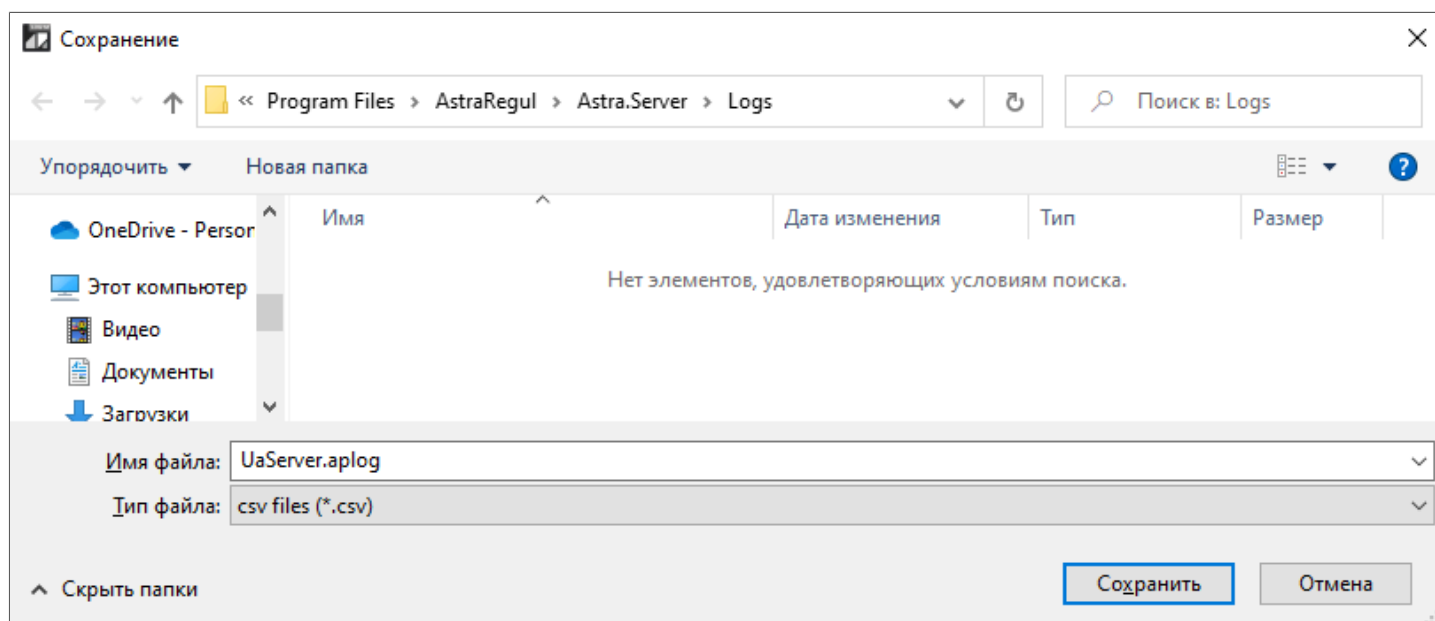 Сохранение
« Program Files › AstraRegul › Astra.Server › Logs
Поиск в: Logs
Упорядочить
Новая папка
Имя
Дата изменения
Тип
Размер
OneDrive - Person
Этот компьютер
Видео
Документы
Загрузки
Нет элементов, удовлетворяющих условиям поиска.
Имя файла: UaServer.aplog
Тип файла: csv files (*.csv)
Скрыть папки
Сохранить
Отмена